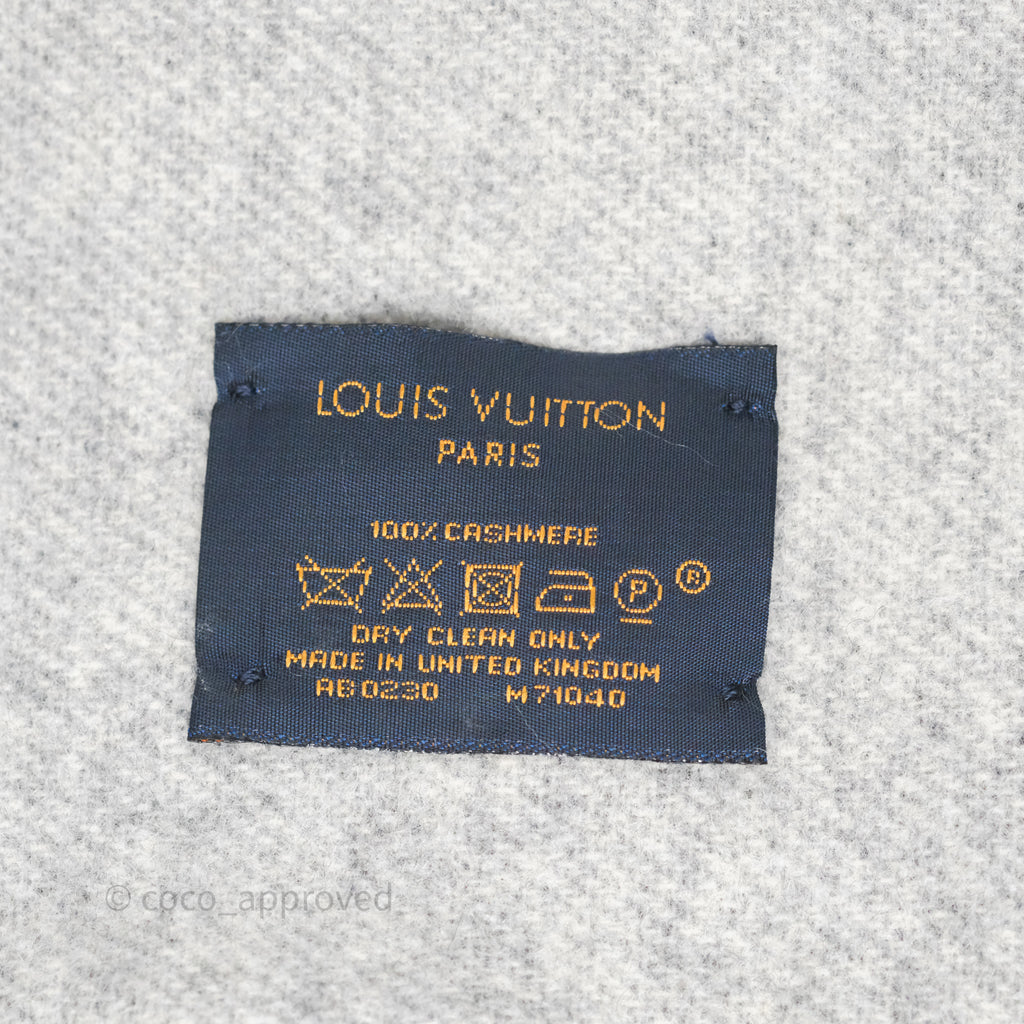 LOUIS VUITTON
PARIS
100% CASHMERE
P ®
DRY CLEAN ONLY
MADE IN UNITED KINGDOM
AB0230 M71040
© coco_approved